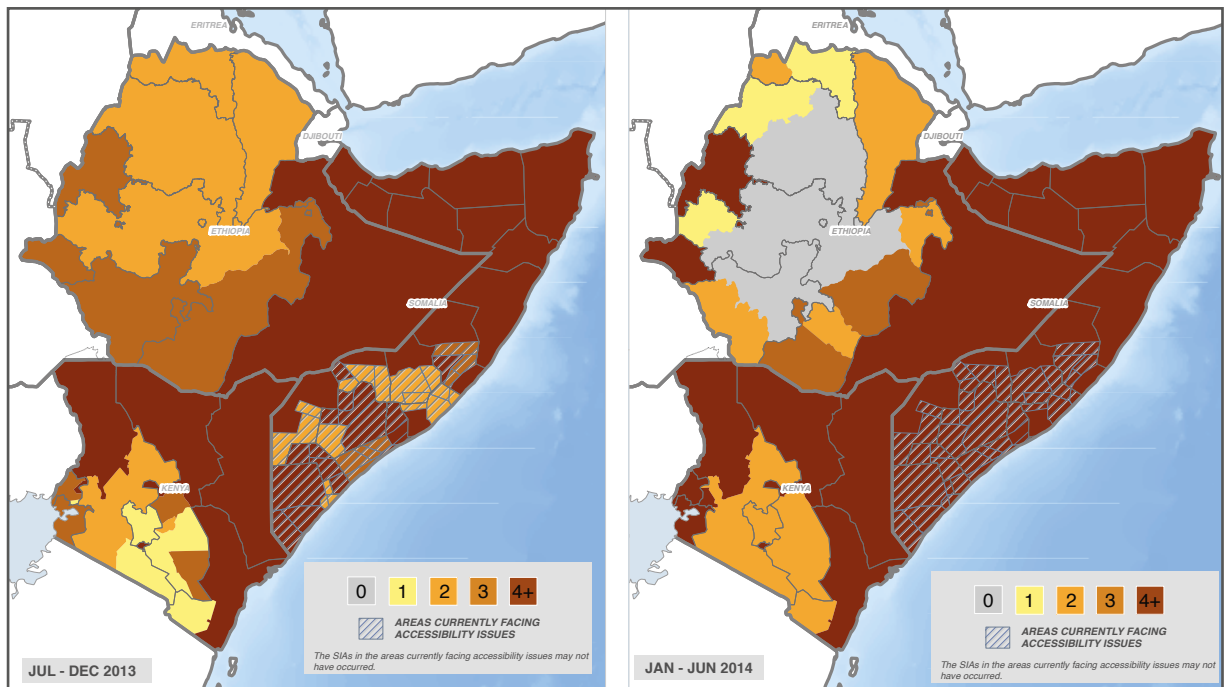 ERITREA
DJIBOUTI
ETHIOPIA
SOMALIA
KENYA
0 1 2 3 4+
AREAS CURRENTLY FACING
ACCESSIBILITY ISSUES
The SIAs in the areas currently facing accessibility issues may not
have occurred.
JUL - DEC 2013
ERITREA
DJIBOUTI
ETHIOPIA
SOMALIA
KENYA
0 1 2 3 4+
AREAS CURRENTLY FACING
ACCESSIBILITY ISSUES
The SIAs in the areas currently facing accessibility issues may not
have occurred.
JAN - JUN 2014